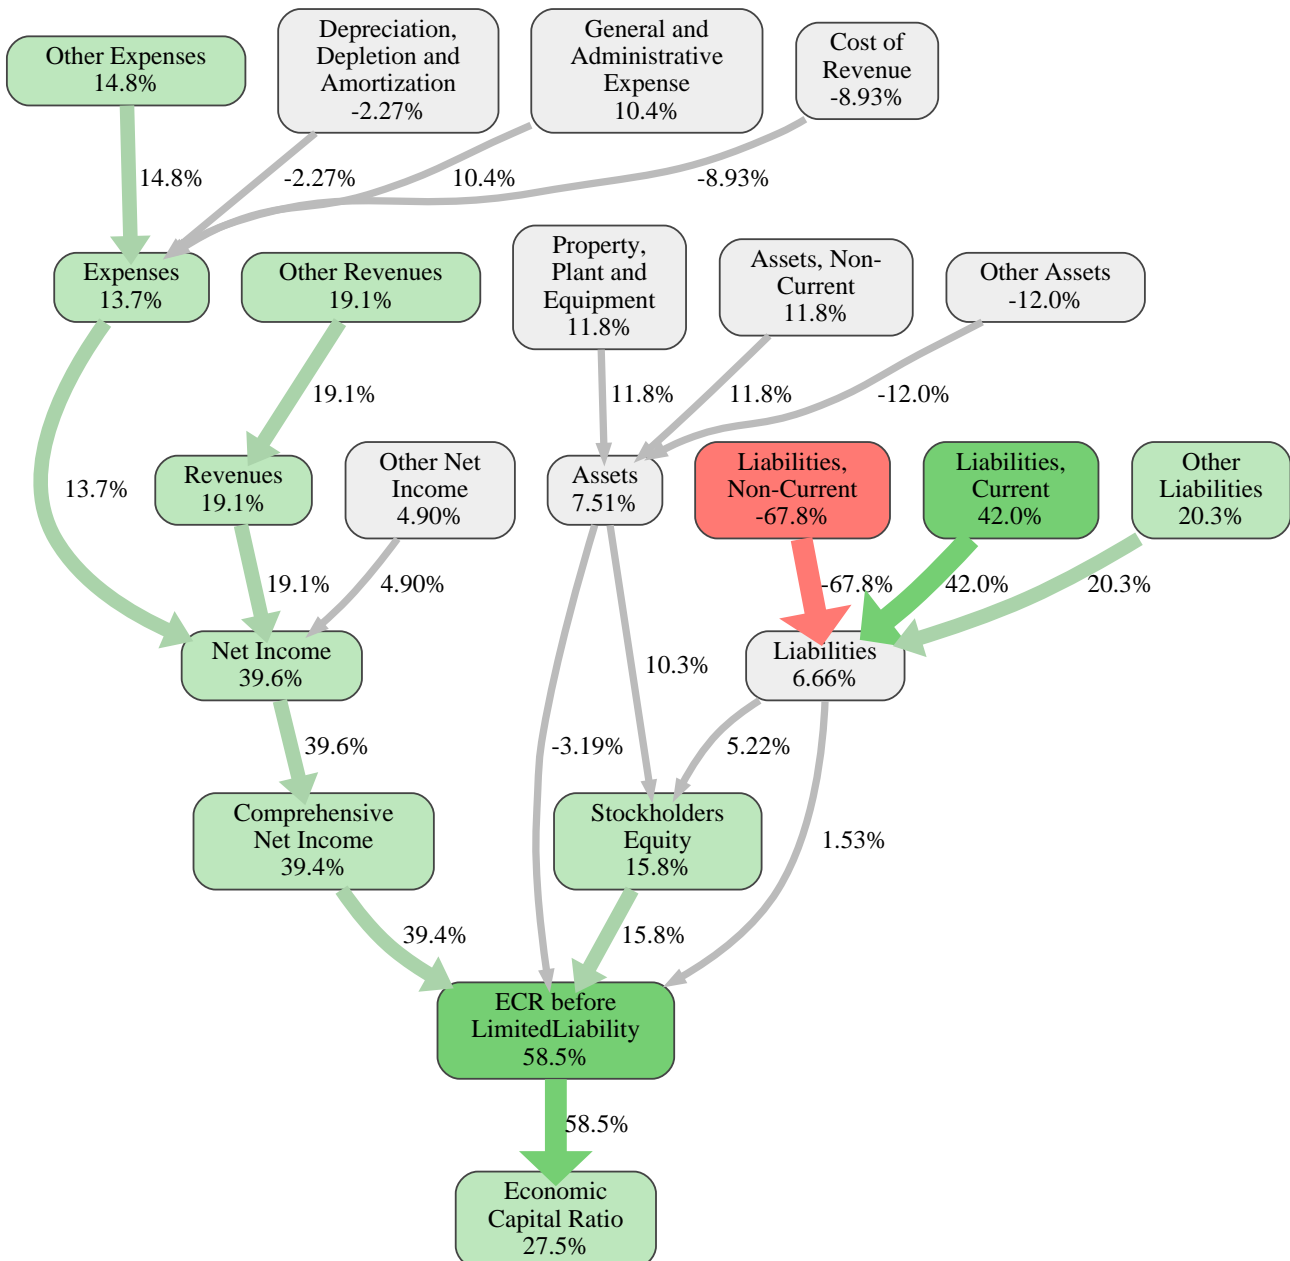 Other Expenses
14.8%
Depreciation,
Depletion and
Amortization
-2.27%
General and
Administrative
Expense
10.4%
Cost of
Revenue
-8.93%
14.8%
-2.27%
10.4%
-8.93%
Expenses
13.7%
Other Revenues
19.1%
Property,
Plant and
Equipment
11.8%
Assets, Non-
Current
11.8%
Other Assets
-12.0%
19.1%
11.8%
11.8%
-12.0%
13.7%
Revenues
19.1%
Other Net
Income
4.90%
Assets
7.51%
Liabilities,
Non-Current
-67.8%
Liabilities,
Current
42.0%
Other
Liabilities
20.3%
19.1%
4.90%
-67.8%
42.0%
20.3%
Net Income
39.6%
10.3%
Liabilities
6.66%
39.6%
-3.19%
5.22%
Comprehensive
Net Income
39.4%
Stockholders
Equity
15.8%
1.53%
39.4%
15.8%
ECR before
LimitedLiability
58.5%
58.5%
Economic
Capital Ratio
27.5%